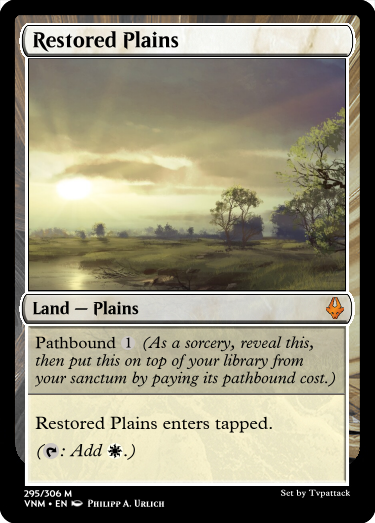 Restored Plains
Land — Plains
Pathbound 1 (As a sorcery, reveal this,
then put this on top of your library from
your sanctum by paying its pathbound cost.)
Restored Plains enters tapped.
(T: Add .)
295/306 M
Set by Tvpattack
VNM • EN Philipp A. Urlich